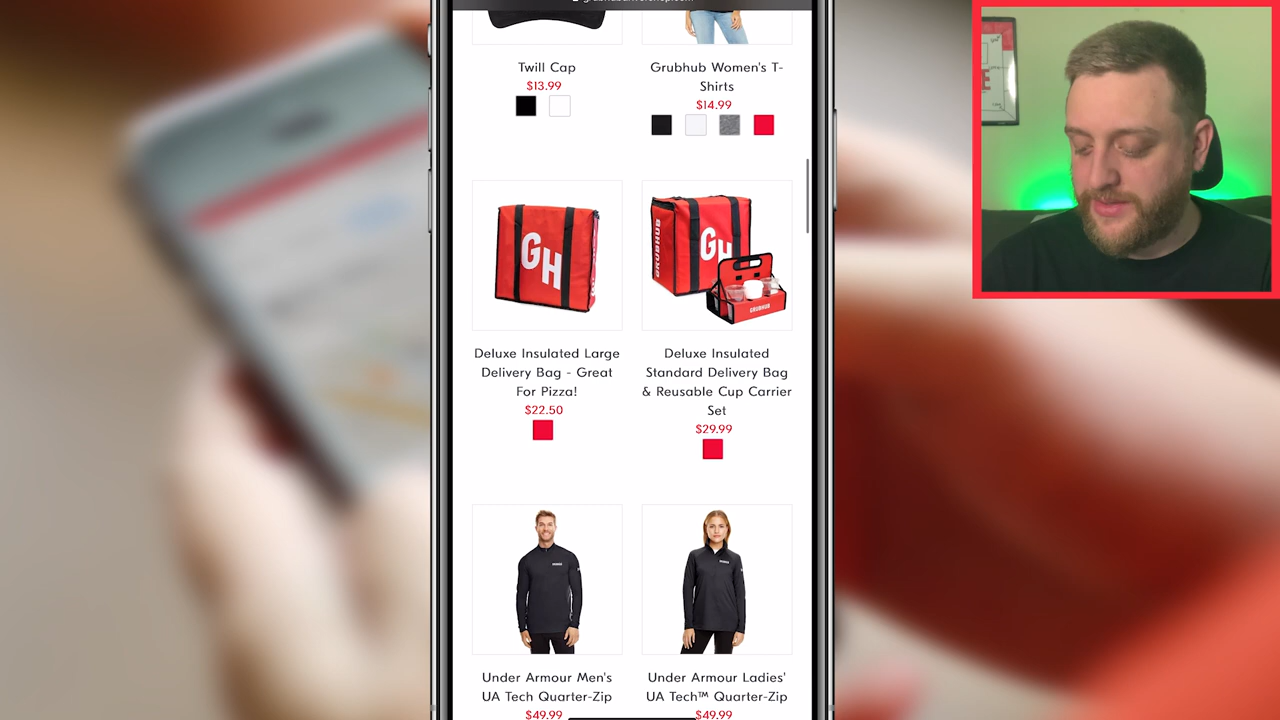 Twill Cap
$13.99
Grubhub Women's T-
Shirts
$14.99
GH
GRUBHUB
GH
GRUBHUB
Deluxe Insulated Large
Delivery Bag - Great
For Pizza!
$22.50
Deluxe Insulated
Standard Delivery Bag
& Reusable Cup Carrier
Set
$29.99
Under Armour Men's
UA Tech Quarter-Zip
$49.99
Under Armour Ladies'
UA Tech™ Quarter-Zip
$49.99